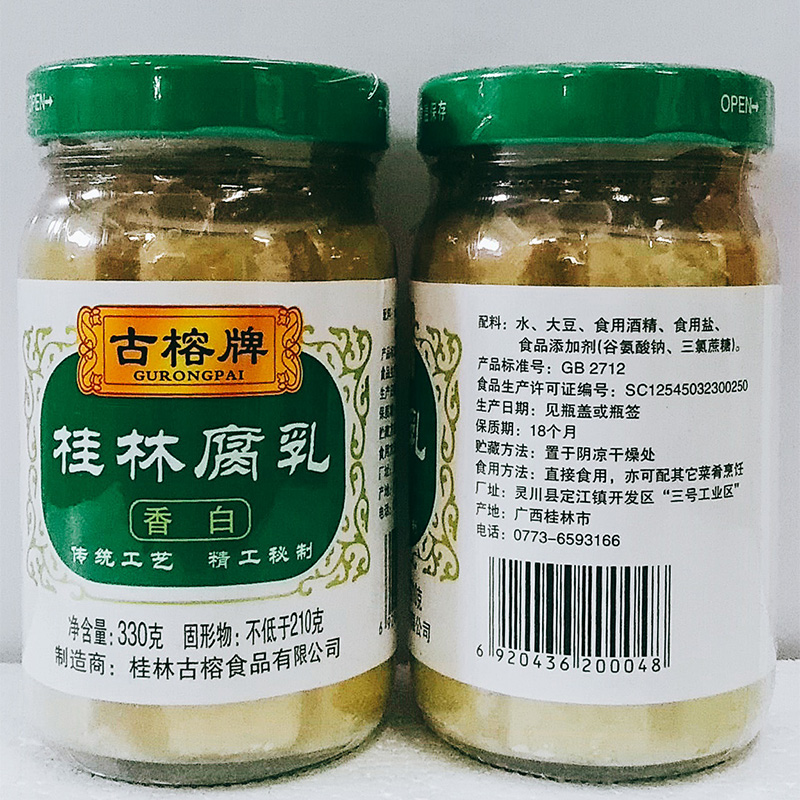 OPEN→
古榕牌
GURONGPAI
桂林腐乳
香白
传统工艺 精工秘制
净含量:330克 固形物:不低于210克
制造商:桂林古榕食品有限公司
保存
OPEN→
配料:水、大豆、食用酒精、食用盐、
食品添加剂(谷氨酸钠、三氯蔗糖)。
产品标准号:GB 2712
食品生产许可证编号:SC12545032300250
生产日期:见瓶盖或瓶签
保质期:18个月
贮藏方法:置于阴凉干燥处
食用方法:直接食用,亦可配其它菜肴烹饪
厂址:灵川县定江镇开发区“三号工业区”
产地:广西桂林市
电话:0773-6593166
6 920436 200048